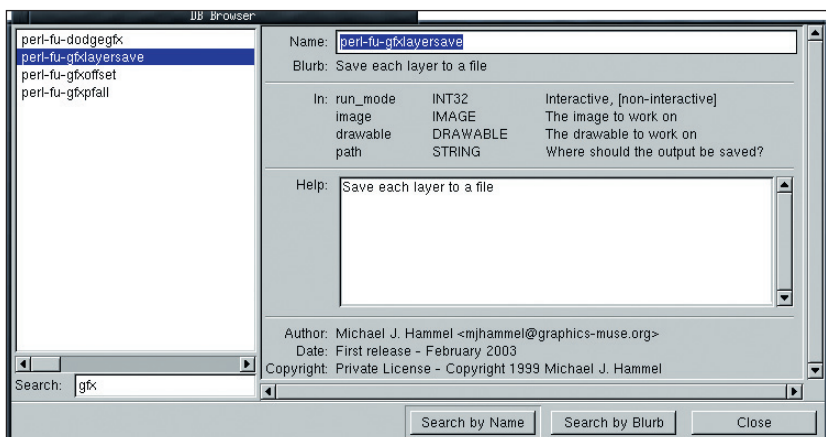 DB Browser
perl-fu-dodgegfx
perl-fu-gfxlayersave
perl-fu-gfxoffset
perl-fu-gfxpfall
Search: gfx
Name: perl-fu-gfxlayersave
Blurb: Save each layer to a file
In: run_mode INT32 Interactive, [non-interactive]
image IMAGE The image to work on
drawable DRAWABLE The drawable to work on
path STRING Where should the output be saved?
Help: Save each layer to a file
Author: Michael J. Hammel <mjhammel@graphics-muse.org>
Date: First release - February 2003
Copyright: Private License - Copyright 1999 Michael J. Hammel
Search by Name Search by Blurb Close